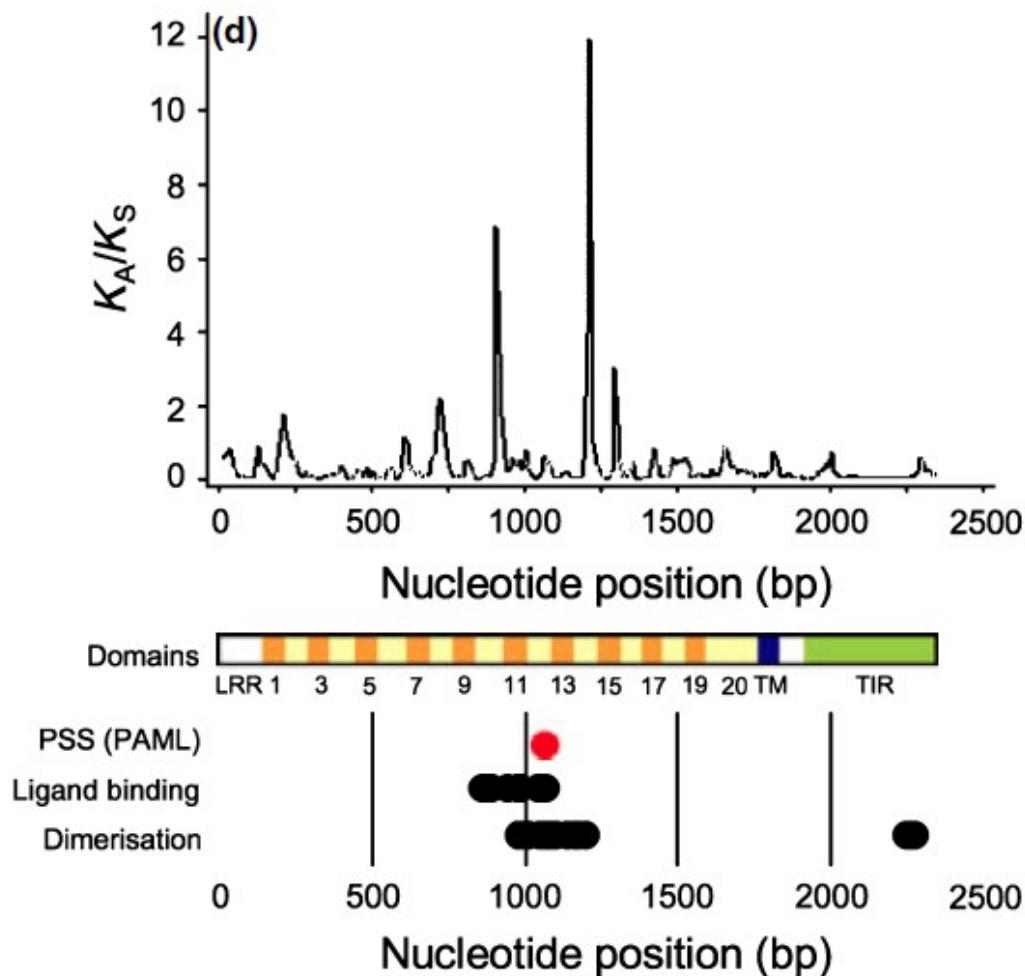 (d)
12
10
8
6
4
2
0
KA/KS
0 500 1000 1500 2000 2500
Nucleotide position (bp)
Domains
LRR 1 3 5 7 9 11 13 15 17 19 20 TM TIR
PSS (PAML)
Ligand binding
Dimerisation
0 500 1000 1500 2000 2500
Nucleotide position (bp)